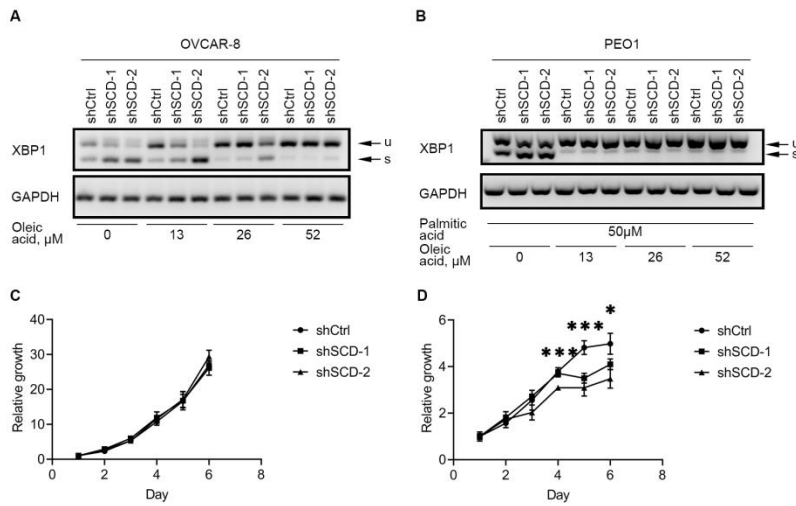 A
OVCAR-8
shCtrl shSCD-1 shSCD-2 shCtrl shSCD-1 shSCD-2 shCtrl shSCD-1 shSCD-2 shCtrl shSCD-1 shSCD-2
XBP1 u
s
GAPDH
Oleic
acid, µM 0 13 26 52
B
PEO1
shCtrl shSCD-1 shSCD-2 shCtrl shSCD-1 shSCD-2 shCtrl shSCD-1 shSCD-2 shCtrl shSCD-1 shSCD-2
XBP1 u
s
GAPDH
Palmitic
acid 50µM
Oleic
acid, µM 0 13 26 52
C
Relative growth
40
30
20
10
0
0 2 4 6 8
Day
shCtrl
shSCD-1
shSCD-2
D
Relative growth
6
4
2
0
0 2 4 6 8
Day
*** *** *
shCtrl
shSCD-1
shSCD-2